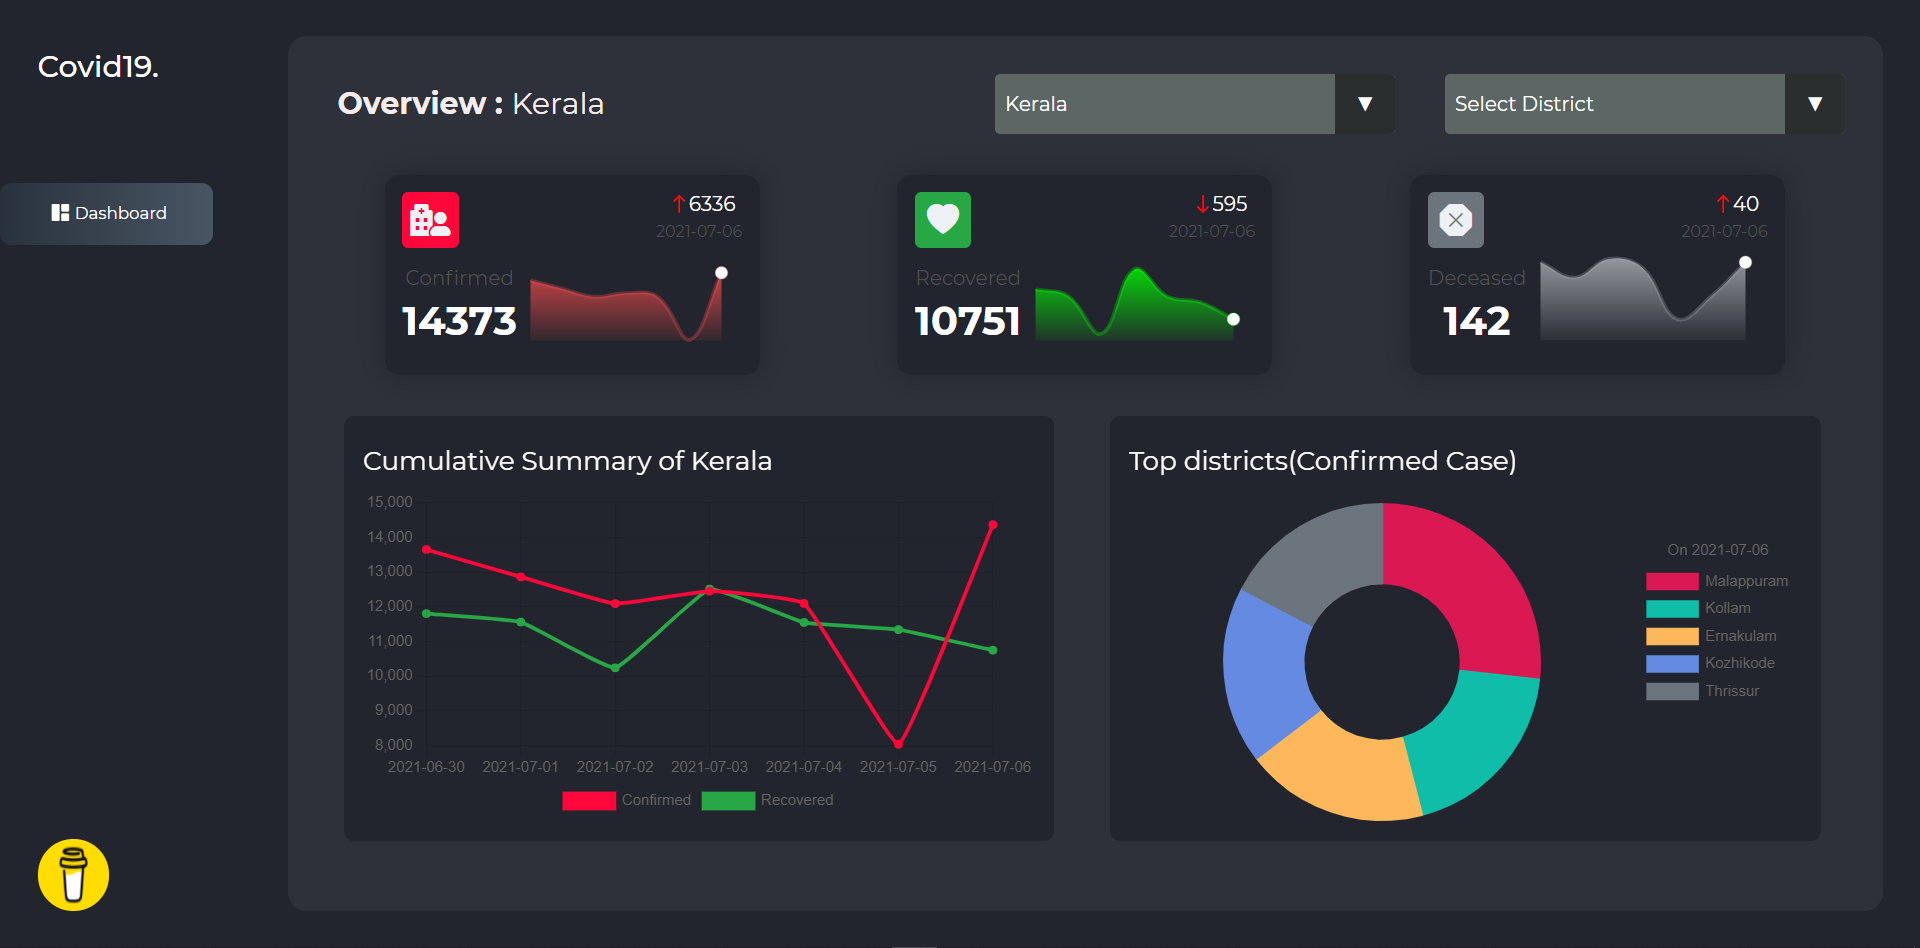 Covid19.
Dashboard
Overview : Kerala
Kerala ▼
Select District ▼
↑6336
2021-07-06
Confirmed
14373
↓595
2021-07-06
Recovered
10751
↑40
2021-07-06
Deceased
142
Cumulative Summary of Kerala
15,000
14,000
13,000
12,000
11,000
10,000
9,000
8,000
2021-06-30 2021-07-01 2021-07-02 2021-07-03 2021-07-04 2021-07-05 2021-07-06
Confirmed Recovered
Top districts(Confirmed Case)
On 2021-07-06
Malappuram
Kollam
Ernakulam
Kozhikode
Thrissur